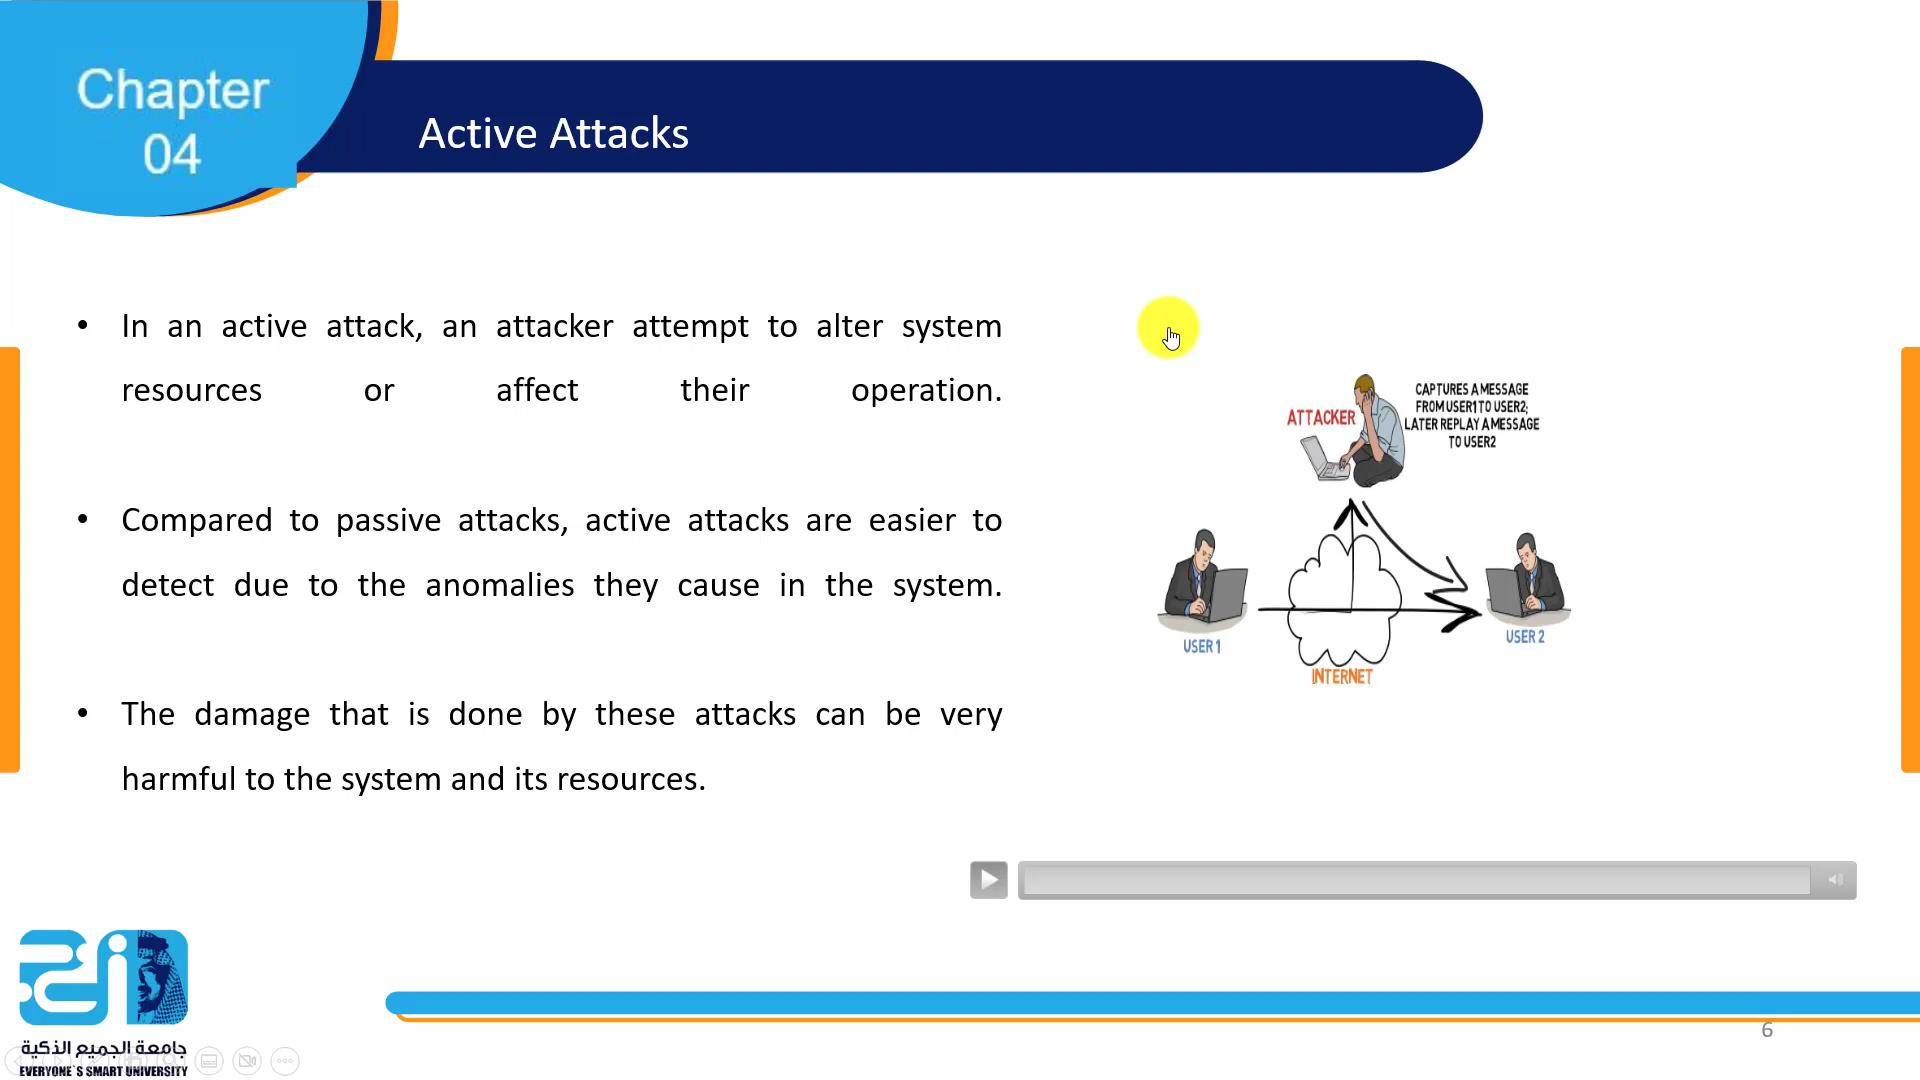 Chapter
04
Active Attacks
• In an active attack, an attacker attempt to alter system
resources or affect their operation.
• Compared to passive attacks, active attacks are easier to
detect due to the anomalies they cause in the system.
• The damage that is done by these attacks can be very
harmful to the system and its resources.
ATTACKER
CAPTURES A MESSAGE
FROM USER1 TO USER2;
LATER REPLAY A MESSAGE
TO USER2
USER 1
USER 2
INTERNET
جامعة الجميع الذكية
EVERYONE`S SMART UNIVERSITY
6